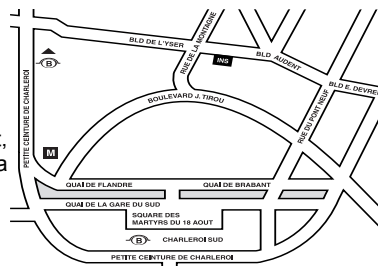 BLD DE L'YSER
RUE DE LA MONTAGNE
INS
BLD AUDENT
BLD E. DEVRE
B
PETITE CEINTURE DE CHARLEROI
BOULEVARD J. TIROU
RUE DU PONT NEUF
t,
a
M
QUAI DE FLANDRE
QUAI DE BRABANT
QUAI DE LA GARE DU SUD
SQUARE DES
MARTYRS DU 18 AOUT
B
CHARLEROI SUD
PETITE CEINTURE DE CHARLEROI